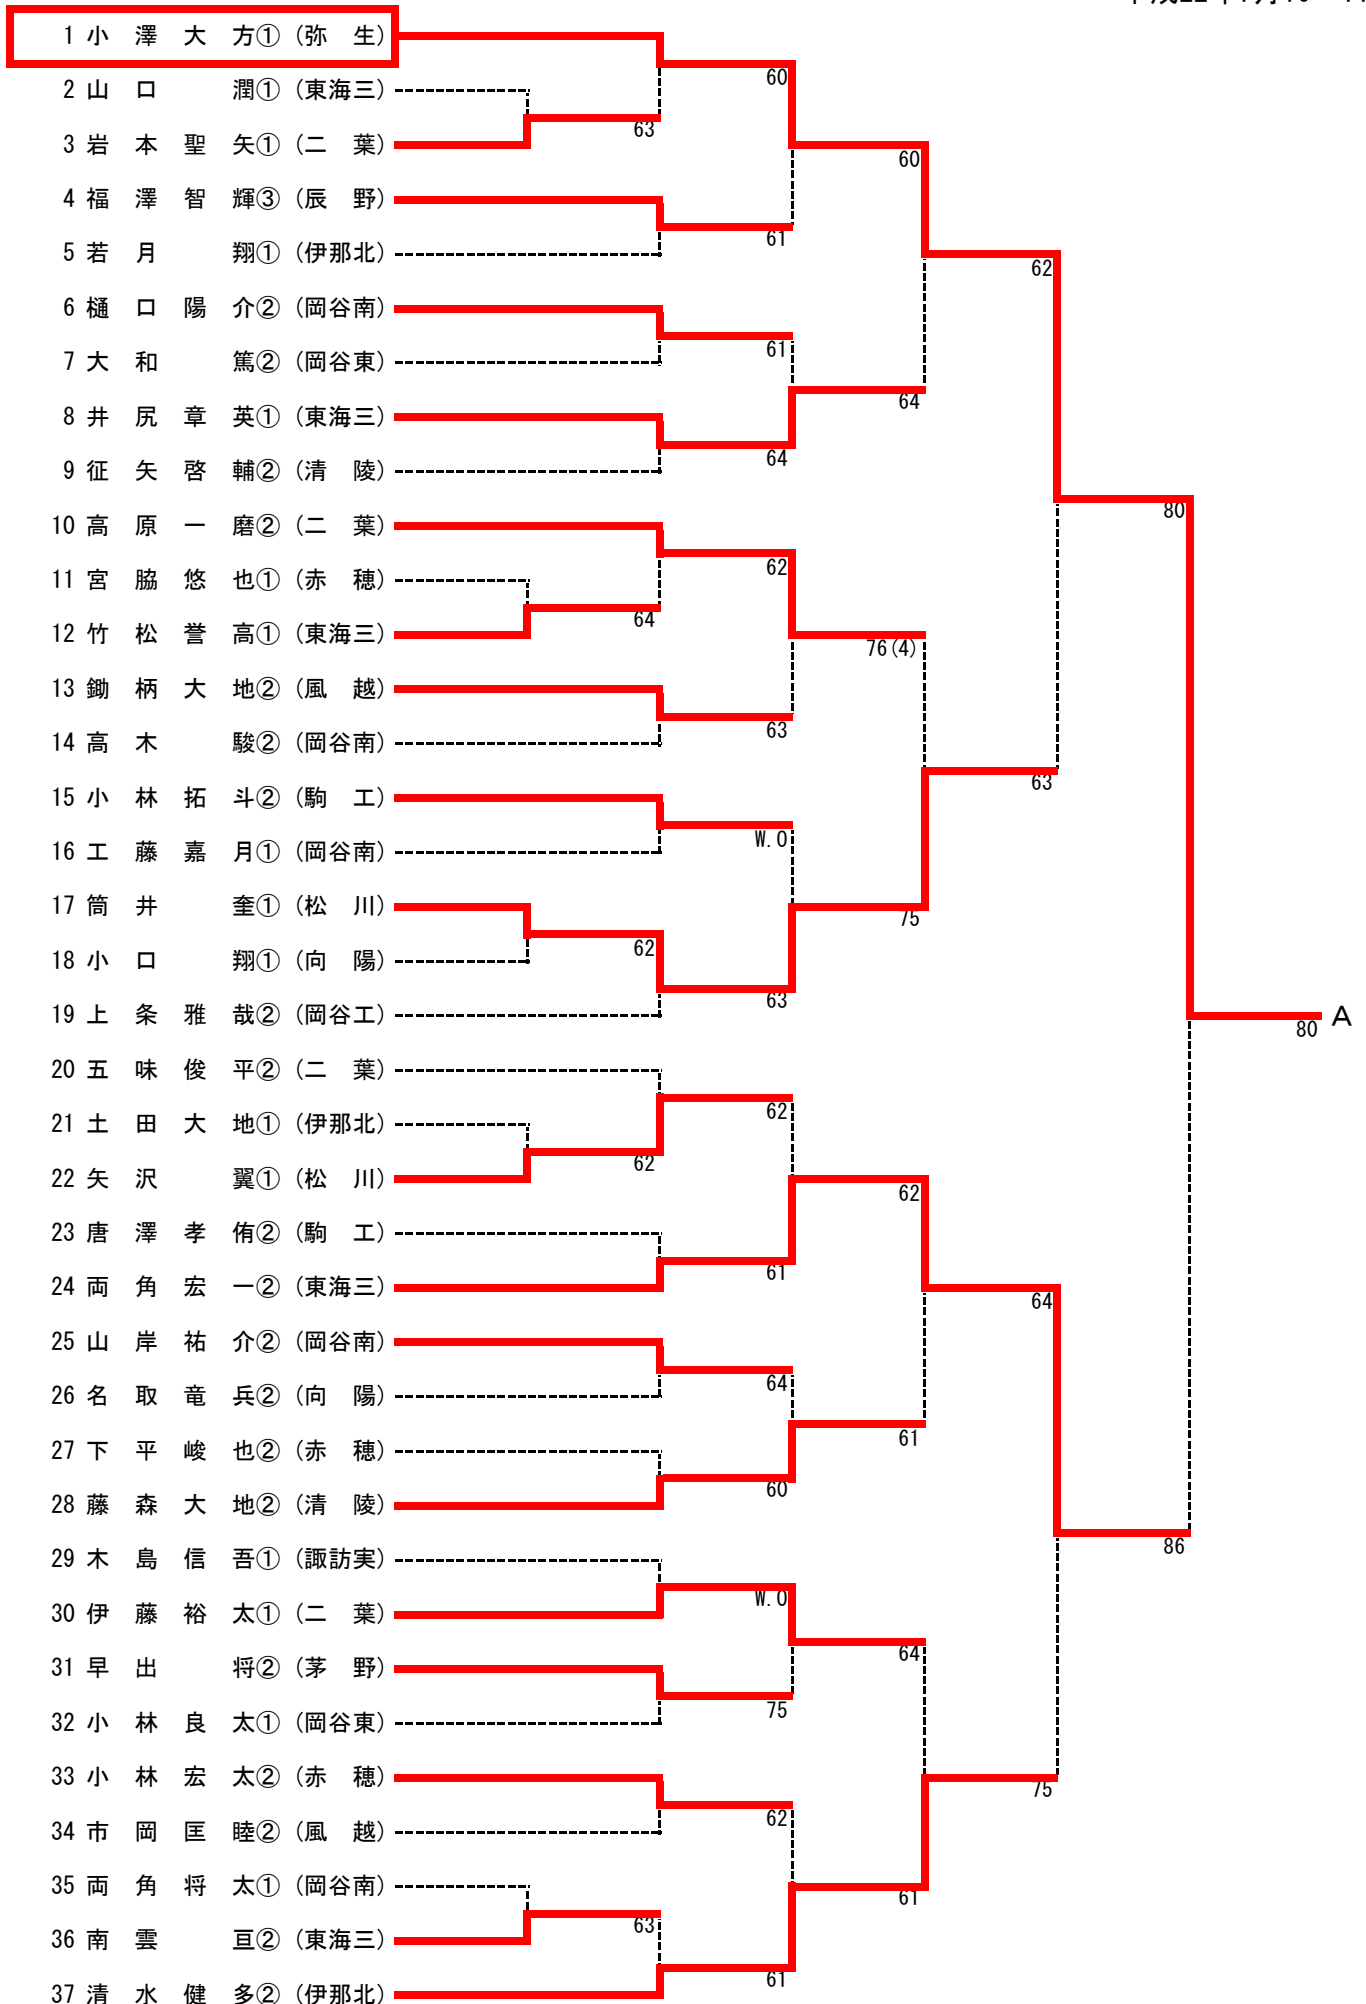 1 小 澤 大 方① (弥 生)
60
2 山 口 潤① (東海三)
63
3 岩 本 聖 矢① (二 葉)
60
4 福 澤 智 輝③ (辰 野)
61
5 若 月 翔① (伊那北)
62
6 樋 口 陽 介② (岡谷南)
61
7 大 和 篤② (岡谷東)
64
8 井 尻 章 英① (東海三)
64
9 征 矢 啓 輔② (清 陵)
80
10 高 原 一 磨② (二 葉)
62
11 宮 脇 悠 也① (赤 穂)
64
12 竹 松 誉 高① (東海三)
76(4)
13 鋤 柄 大 地② (風 越)
63
14 高 木 駿② (岡谷南)
63
15 小 林 拓 斗② (駒 工)
W.O
16 工 藤 嘉 月① (岡谷南)
17 筒 井 奎① (松 川)
75
62
18 小 口 翔① (向 陽)
63
19 上 条 雅 哉② (岡谷工)
80 A
20 五 味 俊 平② (二 葉)
62
21 土 田 大 地① (伊那北)
62
22 矢 沢 翼① (松 川)
62
23 唐 澤 孝 侑② (駒 工)
61
24 両 角 宏 一② (東海三)
64
25 山 岸 祐 介② (岡谷南)
64
26 名 取 竜 兵② (向 陽)
61
27 下 平 峻 也② (赤 穂)
60
28 藤 森 大 地② (清 陵)
86
29 木 島 信 吾① (諏訪実)
W.O
30 伊 藤 裕 太① (二 葉)
64
31 早 出 将② (茅 野)
75
32 小 林 良 太① (岡谷東)
33 小 林 宏 太② (赤 穂)
75
62
34 市 岡 匡 睦② (風 越)
35 両 角 将 太① (岡谷南)
61
63
36 南 雲 亘② (東海三)
61
37 清 水 健 多② (伊那北)